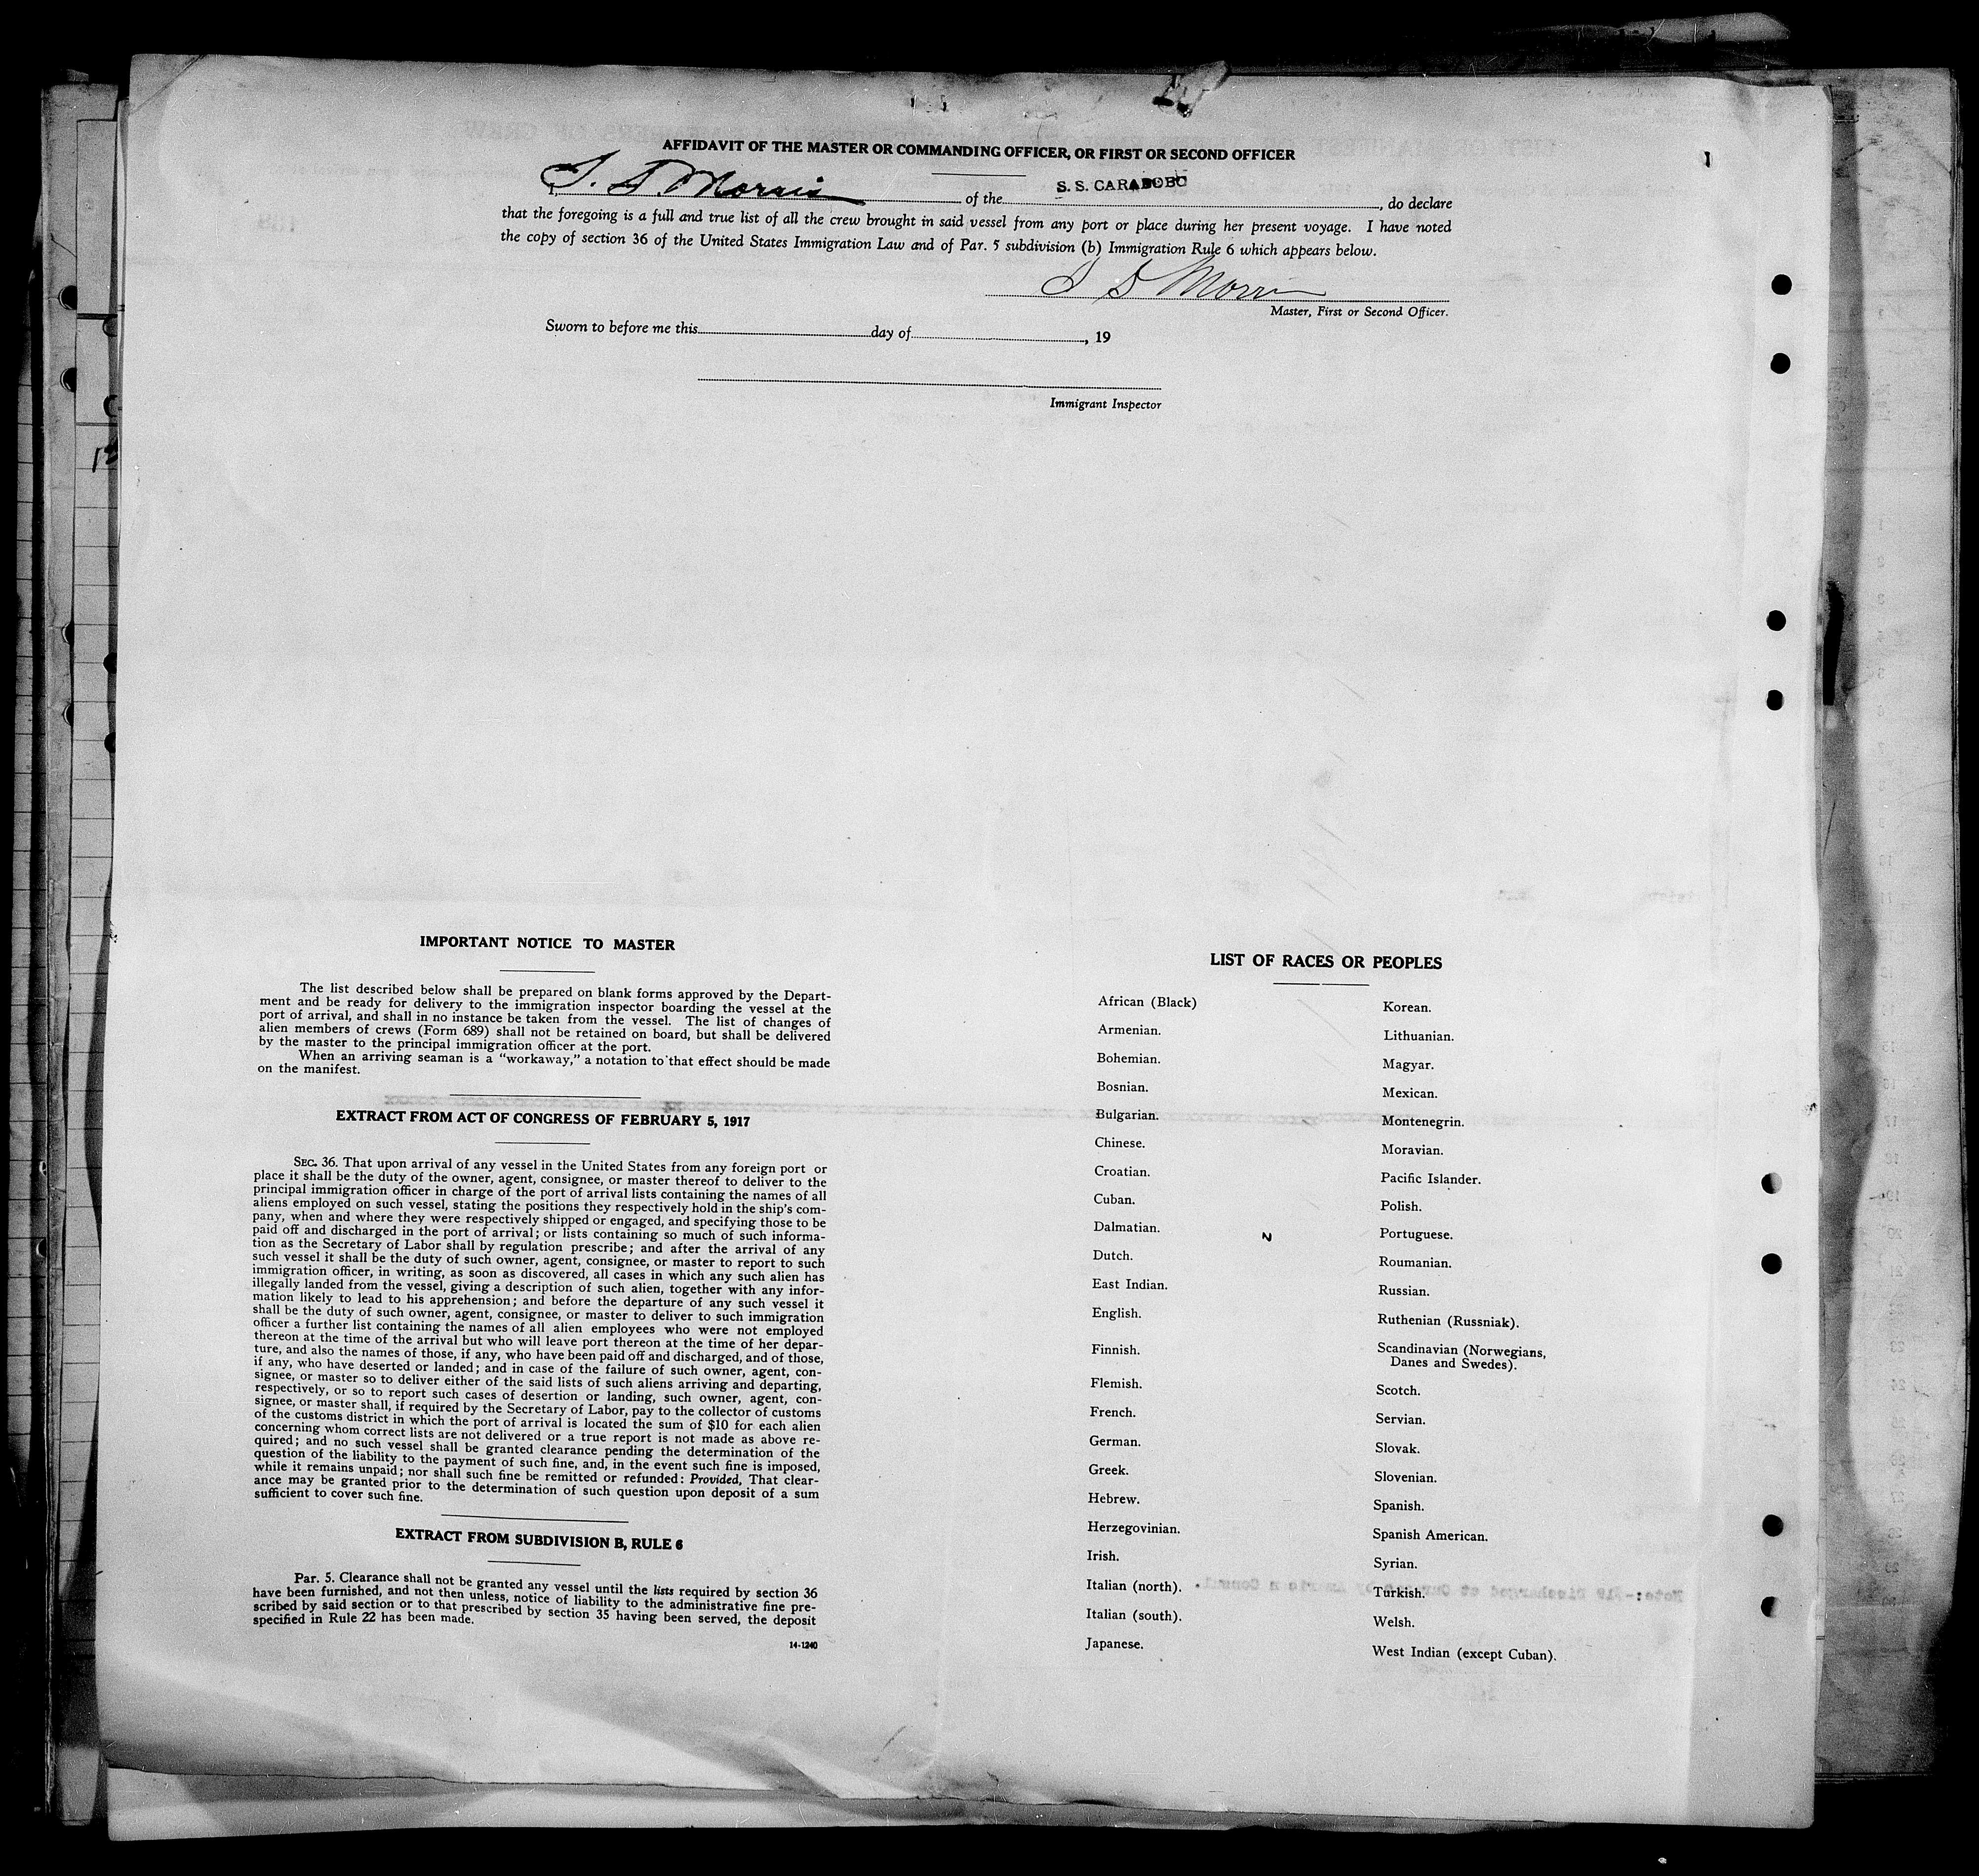 AFFIDAVIT OF THE MASTER OR COMMANDING OFFICER, OR FIRST OR SECOND OFFICER
I, S. D. Morris of the S. S. CARABOBO, do declare
that the foregoing is a full and true list of all the crew brought in said vessel from any port or place during her present voyage. I have noted
the copy of section 36 of the United States Immigration Law and of Par. 5 subdivision (b) Immigration Rule 6 which appears below.
S D Morris
Master, First or Second Officer.
Sworn to before me this day of , 19
Immigrant Inspector
IMPORTANT NOTICE TO MASTER
The list described below shall be prepared on blank forms approved by the Depart-
ment and be ready for delivery to the immigration inspector boarding the vessel at the
port of arrival, and shall in no instance be taken from the vessel. The list of changes of
alien members of crews (Form 689) shall not be retained on board, but shall be delivered
by the master to the principal immigration officer at the port.
When an arriving seaman is a "workaway," a notation to that effect should be made
on the manifest.
EXTRACT FROM ACT OF CONGRESS OF FEBRUARY 5, 1917
SEC. 36. That upon arrival of any vessel in the United States from any foreign port or
place it shall be the duty of the owner, agent, consignee, or master thereof to deliver to the
principal immigration officer in charge of the port of arrival lists containing the names of all
aliens employed on such vessel, stating the positions they respectively hold in the ship's com-
pany, when and where they were respectively shipped or engaged, and specifying those to be
paid off and discharged in the port of arrival; or lists containing so much of such informa-
tion as the Secretary of Labor shall by regulation prescribe; and after the arrival of any
such vessel it shall be the duty of such owner, agent, consignee, or master to report to such
immigration officer, in writing, as soon as discovered, all cases in which any such alien has
illegally landed from the vessel, giving a description of such alien, together with any infor-
mation likely to lead to his apprehension; and before the departure of any such vessel it
shall be the duty of such owner, agent, consignee, or master to deliver to such immigration
officer a further list containing the names of all alien employees who were not employed
thereon at the time of the arrival but who will leave port thereon at the time of her depar-
ture, and also the names of those, if any, who have been paid off and discharged, and of those,
if any, who have deserted or landed; and in case of the failure of such owner, agent, con-
signee, or master so to deliver either of the said lists of such aliens arriving and departing,
respectively, or so to report such cases of desertion or landing, such owner, agent, con-
signee, or master shall, if required by the Secretary of Labor, pay to the collector of customs
of the customs district in which the port of arrival is located the sum of $10 for each alien
concerning whom correct lists are not delivered or a true report is not made as above re-
quired; and no such vessel shall be granted clearance pending the determination of the
question of the liability to the payment of such fine, and, in the event such fine is imposed,
while it remains unpaid; nor shall such fine be remitted or refunded: Provided, That clear-
ance may be granted prior to the determination of such question upon deposit of a sum
sufficient to cover such fine.
EXTRACT FROM SUBDIVISION B, RULE 6
Par. 5. Clearance shall not be granted any vessel until the lists required by section 36
have been furnished, and not then unless, notice of liability to the administrative fine pre-
scribed by said section or to that prescribed by section 35 having been served, the deposit
specified in Rule 22 has been made.
14-1240
LIST OF RACES OR PEOPLES
African (Black)
Armenian.
Bohemian.
Bosnian.
Bulgarian.
Chinese.
Croatian.
Cuban.
Dalmatian.
Dutch.
East Indian.
English.
Finnish.
Flemish.
French.
German.
Greek.
Hebrew.
Herzegovinian.
Irish.
Italian (north).
Italian (south).
Japanese.
Korean.
Lithuanian.
Magyar.
Mexican.
Montenegrin.
Moravian.
Pacific Islander.
Polish.
Portuguese.
Roumanian.
Russian.
Ruthenian (Russniak).
Scandinavian (Norwegians,
Danes and Swedes).
Scotch.
Servian.
Slovak.
Slovenian.
Spanish.
Spanish American.
Syrian.
Turkish.
Welsh.
West Indian (except Cuban).